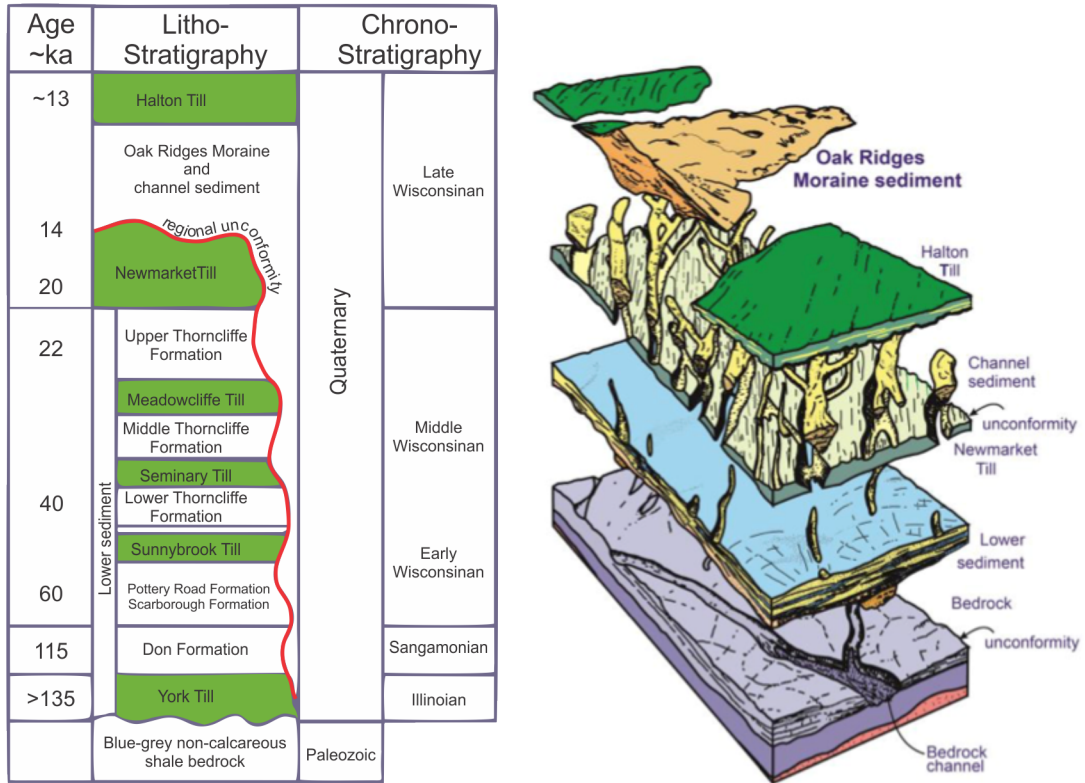 Age
~ka
Litho-
Stratigraphy
Chrono-
Stratigraphy
~13
Halton Till
Oak Ridges Moraine
and
channel sediment
Late
Wisconsinan
14
regional unconformity
NewmarketTill
20
Quaternary
Lower sediment
22
Upper Thorncliffe
Formation
Meadowcliffe Till
Middle Thorncliffe
Formation
Middle
Wisconsinan
Seminary Till
40
Lower Thorncliffe
Formation
Sunnybrook Till
Early
Wisconsinan
60
Pottery Road Formation
Scarborough Formation
115
Don Formation
Sangamonian
>135
York Till
Illinoian
Blue-grey non-calcareous
shale bedrock
Paleozoic
Oak Ridges
Moraine sediment
Halton
Till
Channel
sediment
unconformity
Newmarket
Till
Lower
sediment
Bedrock
unconformity
Bedrock
channel